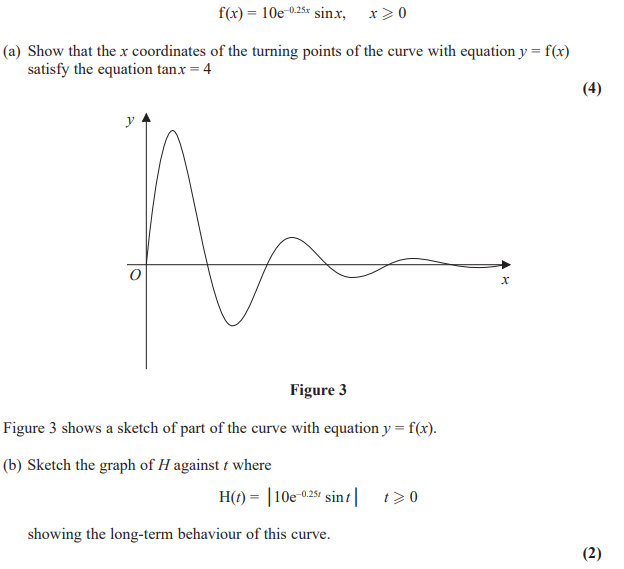 f(x) = 10e⁻⁰·²⁵ˣ sin x, x ⩾ 0
(a) Show that the x coordinates of the turning points of the curve with equation y = f(x)
satisfy the equation tan x = 4
(4)
y
O
x
Figure 3
Figure 3 shows a sketch of part of the curve with equation y = f(x).
(b) Sketch the graph of H against t where
H(t) = |10e⁻⁰·²⁵ᵗ sin t| t ⩾ 0
showing the long-term behaviour of this curve.
(2)